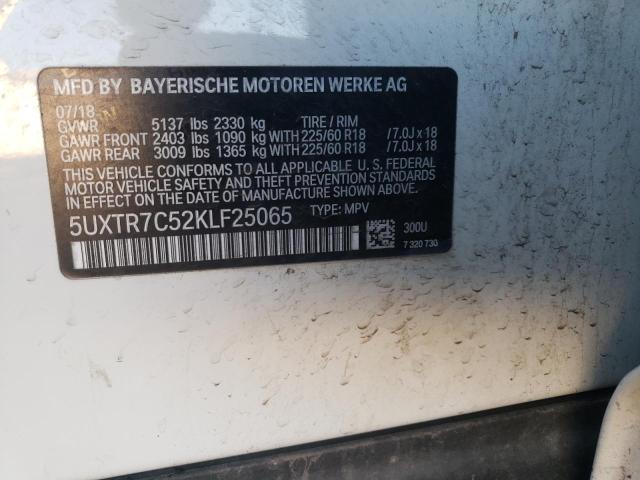 MFD BY BAYERISCHE MOTOREN WERKE AG
07/18
GVWR 5137 lbs 2330 kg TIRE / RIM
GAWR FRONT 2403 lbs 1090 kg WITH 225/60 R18 /7.0J x 18
GAWR REAR 3009 lbs 1365 kg WITH 225/60 R18 /7.0J x 18
THIS VEHICLE CONFORMS TO ALL APPLICABLE U. S. FEDERAL
MOTOR VEHICLE SAFETY AND THEFT PREVENTION STANDARDS
IN EFFECT ON THE DATE OF MANUFACTURE SHOWN ABOVE.
5UXTR7C52KLF25065 TYPE: MPV
300U
7 320 730